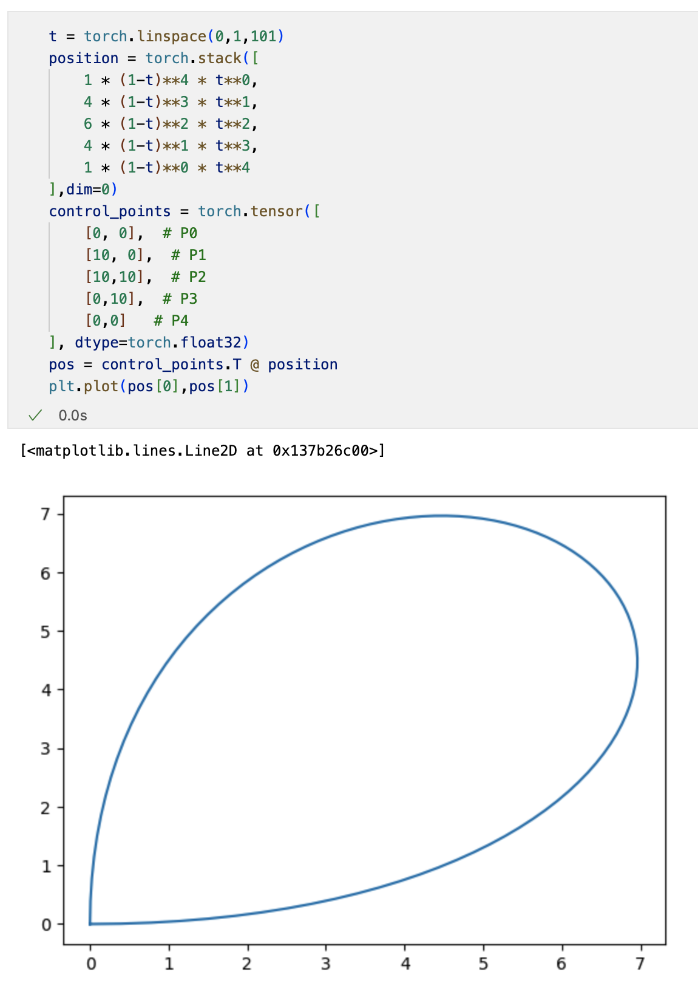 t = torch.linspace(0,1,101)
position = torch.stack([
    1 * (1-t)**4 * t**0,
    4 * (1-t)**3 * t**1,
    6 * (1-t)**2 * t**2,
    4 * (1-t)**1 * t**3,
    1 * (1-t)**0 * t**4
],dim=0)
control_points = torch.tensor([
    [0, 0],  # P0
    [10, 0],  # P1
    [10,10],  # P2
    [0,10],  # P3
    [0,0]   # P4
], dtype=torch.float32)
pos = control_points.T @ position
plt.plot(pos[0],pos[1])
0.0s
[<matplotlib.lines.Line2D at 0x137b26c00>]
7
6
5
4
3
2
1
0
0 1 2 3 4 5 6 7